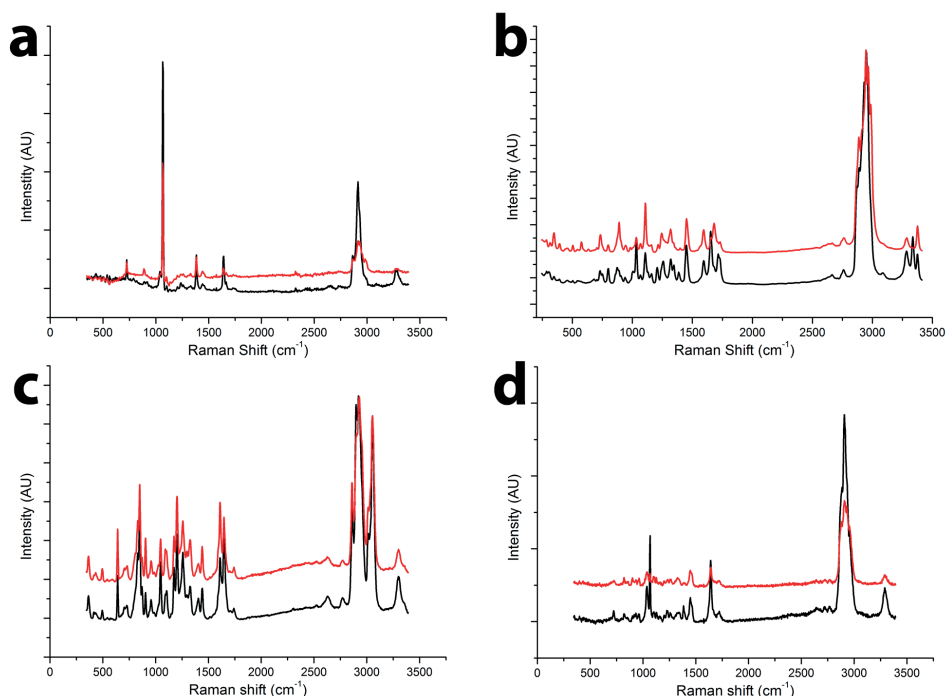 a
Intenstity (AU)
0 500 1000 1500 2000 2500 3000 3500
Raman Shift (cm⁻¹)
b
Intensity (AU)
500 1000 1500 2000 2500 3000 3500
Raman Shift (cm⁻¹)
c
Intensity (AU)
0 500 1000 1500 2000 2500 3000 3500
Raman shift (cm⁻¹)
d
Intensity (AU)
0 500 1000 1500 2000 2500 3000 3500
Raman shift (cm⁻¹)